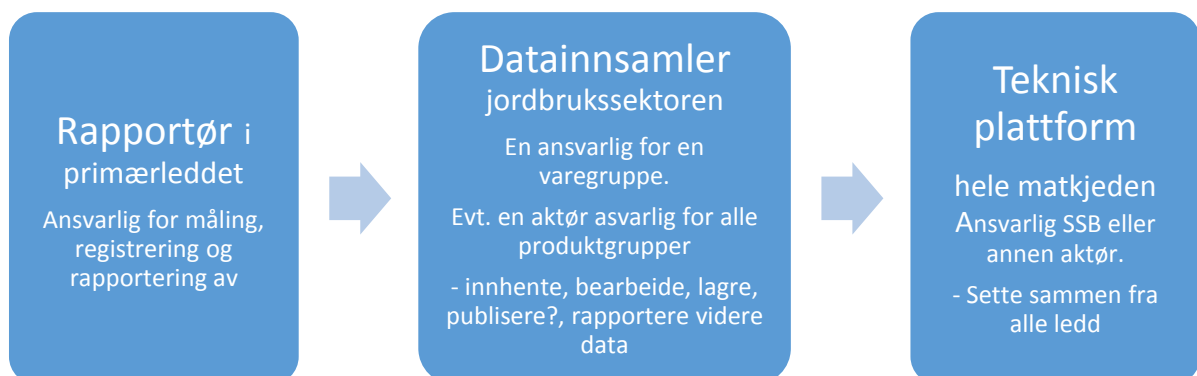 Rapportør i
primærleddet
Ansvarlig for måling,
registrering og
rapportering av
Datainnsamler
jordbrukssektoren
En ansvarlig for en
varegruppe.
Evt. en aktør asvarlig for alle
produktgrupper
- innhente, bearbeide, lagre,
publisere?, rapportere videre
data
Teknisk
plattform
hele matkjeden
Ansvarlig SSB eller
annen aktør.
- Sette sammen fra
alle ledd